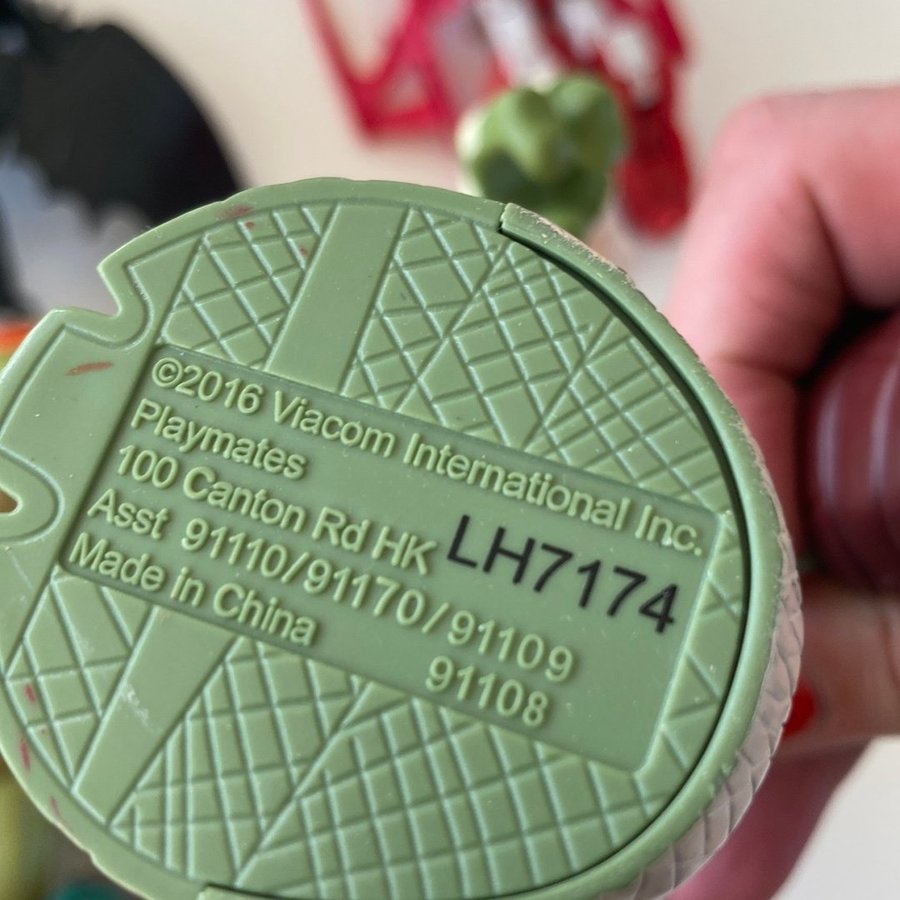 ©2016 Viacom International Inc.
Playmates
100 Canton Rd HK LH7174
Asst 91110/91170/91109
91108
Made in China